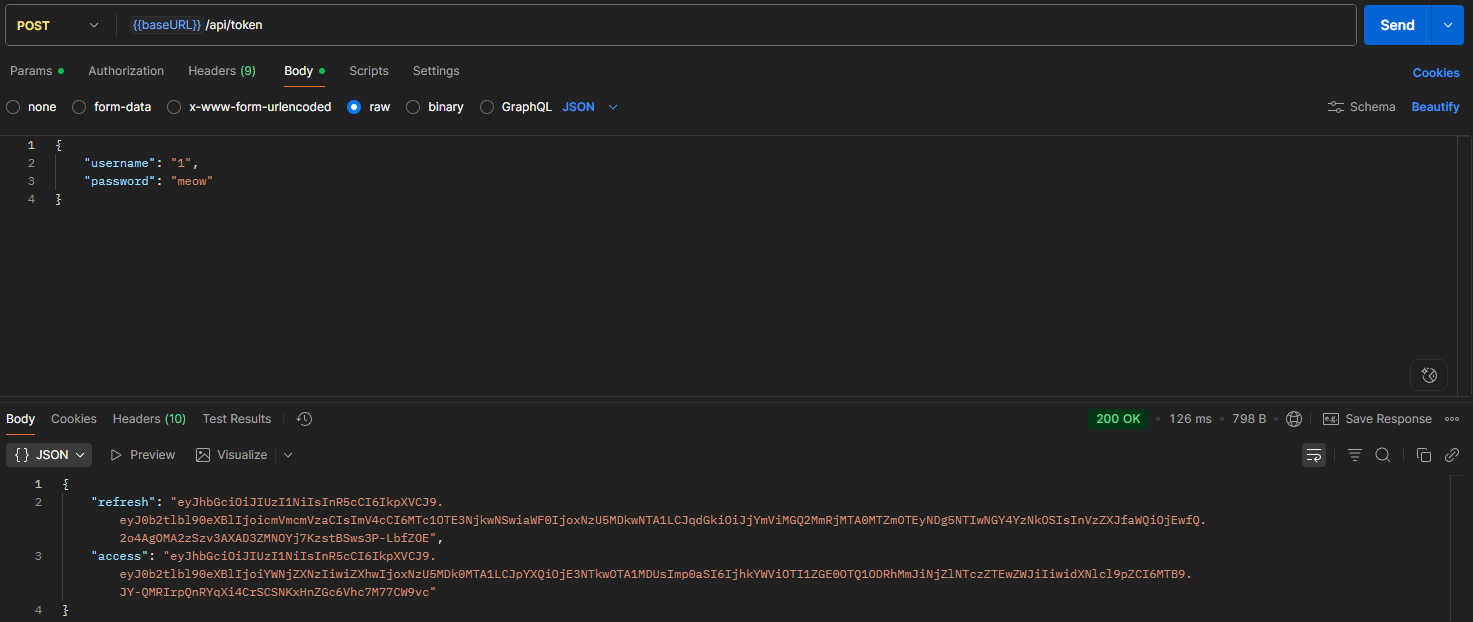 POST
{{baseURL}} /api/token
Send
Params
Authorization
Headers (9)
Body
Scripts
Settings
Cookies
none
form-data
x-www-form-urlencoded
raw
binary
GraphQL
JSON
Schema
Beautify
1 {
2 "username": "1",
3 "password": "meow"
4 }
Body
Cookies
Headers (10)
Test Results
200 OK
126 ms
798 B
e.g.
Save Response
{} JSON
Preview
Visualize
1 {
2 "refresh": "eyJhbGciOiJIUzI1NiIsInR5cCI6IkpXVCJ9.
eyJ0b2tlbl90eXBlIjoicmVmcmVzaCIsImV4cCI6MTc1OTE3NjkwNSwiaWF0IjoxNzU5MDkwNTA1LCJqdGkiOiJjYmViMGQ2MmRjMTA0MTZmOTEyNDg5NTIwNGY4YzNkOSIsInVzZXJfaWQiOjEwfQ.
2o4AgOMA2zSzv3AXAD3ZMNOYj7KzstBSws3P-LbfZOE",
3 "access": "eyJhbGciOiJIUzI1NiIsInR5cCI6IkpXVCJ9.
eyJ0b2tlbl90eXBlIjoiYWNjZXNzIiwiZXhwIjoxNzU5MDk0MTA1LCJpYXQiOjE3NTkwOTA1MDUsImp0aSI6IjhkYWViOTI1ZGE0OTQ1ODRhMmJiNjZlNTczZTEwZWJiIiwidXNlcl9pZCI6MTB9.
JY-QMRIrpQnRYqXi4CrSCSNKxHnZGc6Vhc7M77CW9vc"
4 }